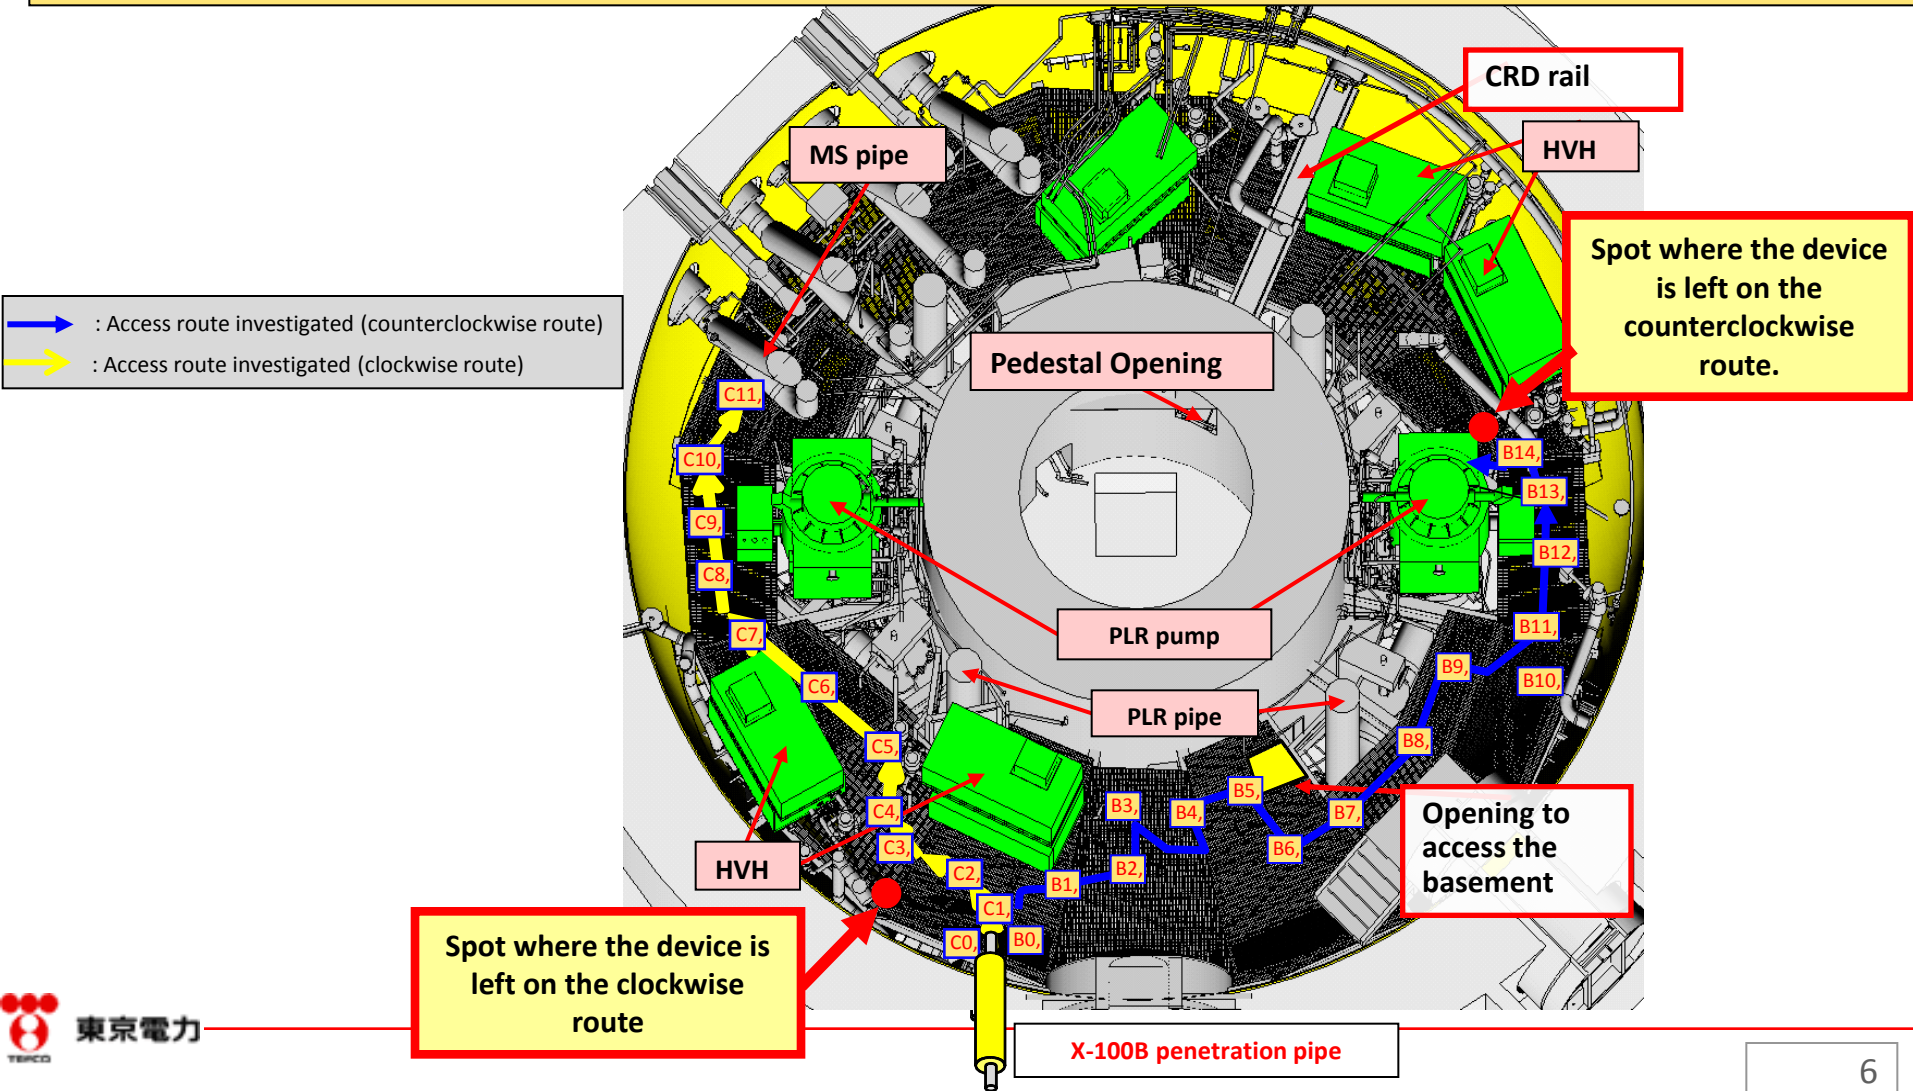 CRD rail
HVH
MS pipe
Spot where the device
is left on the
counterclockwise
route.
: Access route investigated (counterclockwise route)
: Access route investigated (clockwise route)
Pedestal Opening
C11,
C10,
C9,
C8,
C7,
C6,
C5,
C4,
C3,
C2,
C1,
C0,
B14,
B13,
B12,
B11,
B10,
B9,
B8,
B7,
B6,
B5,
B4,
B3,
B2,
B1,
B0,
PLR pump
PLR pipe
HVH
Opening to
access the
basement
Spot where the device is
left on the clockwise
route
X-100B penetration pipe
東京電力
TEPCO
6